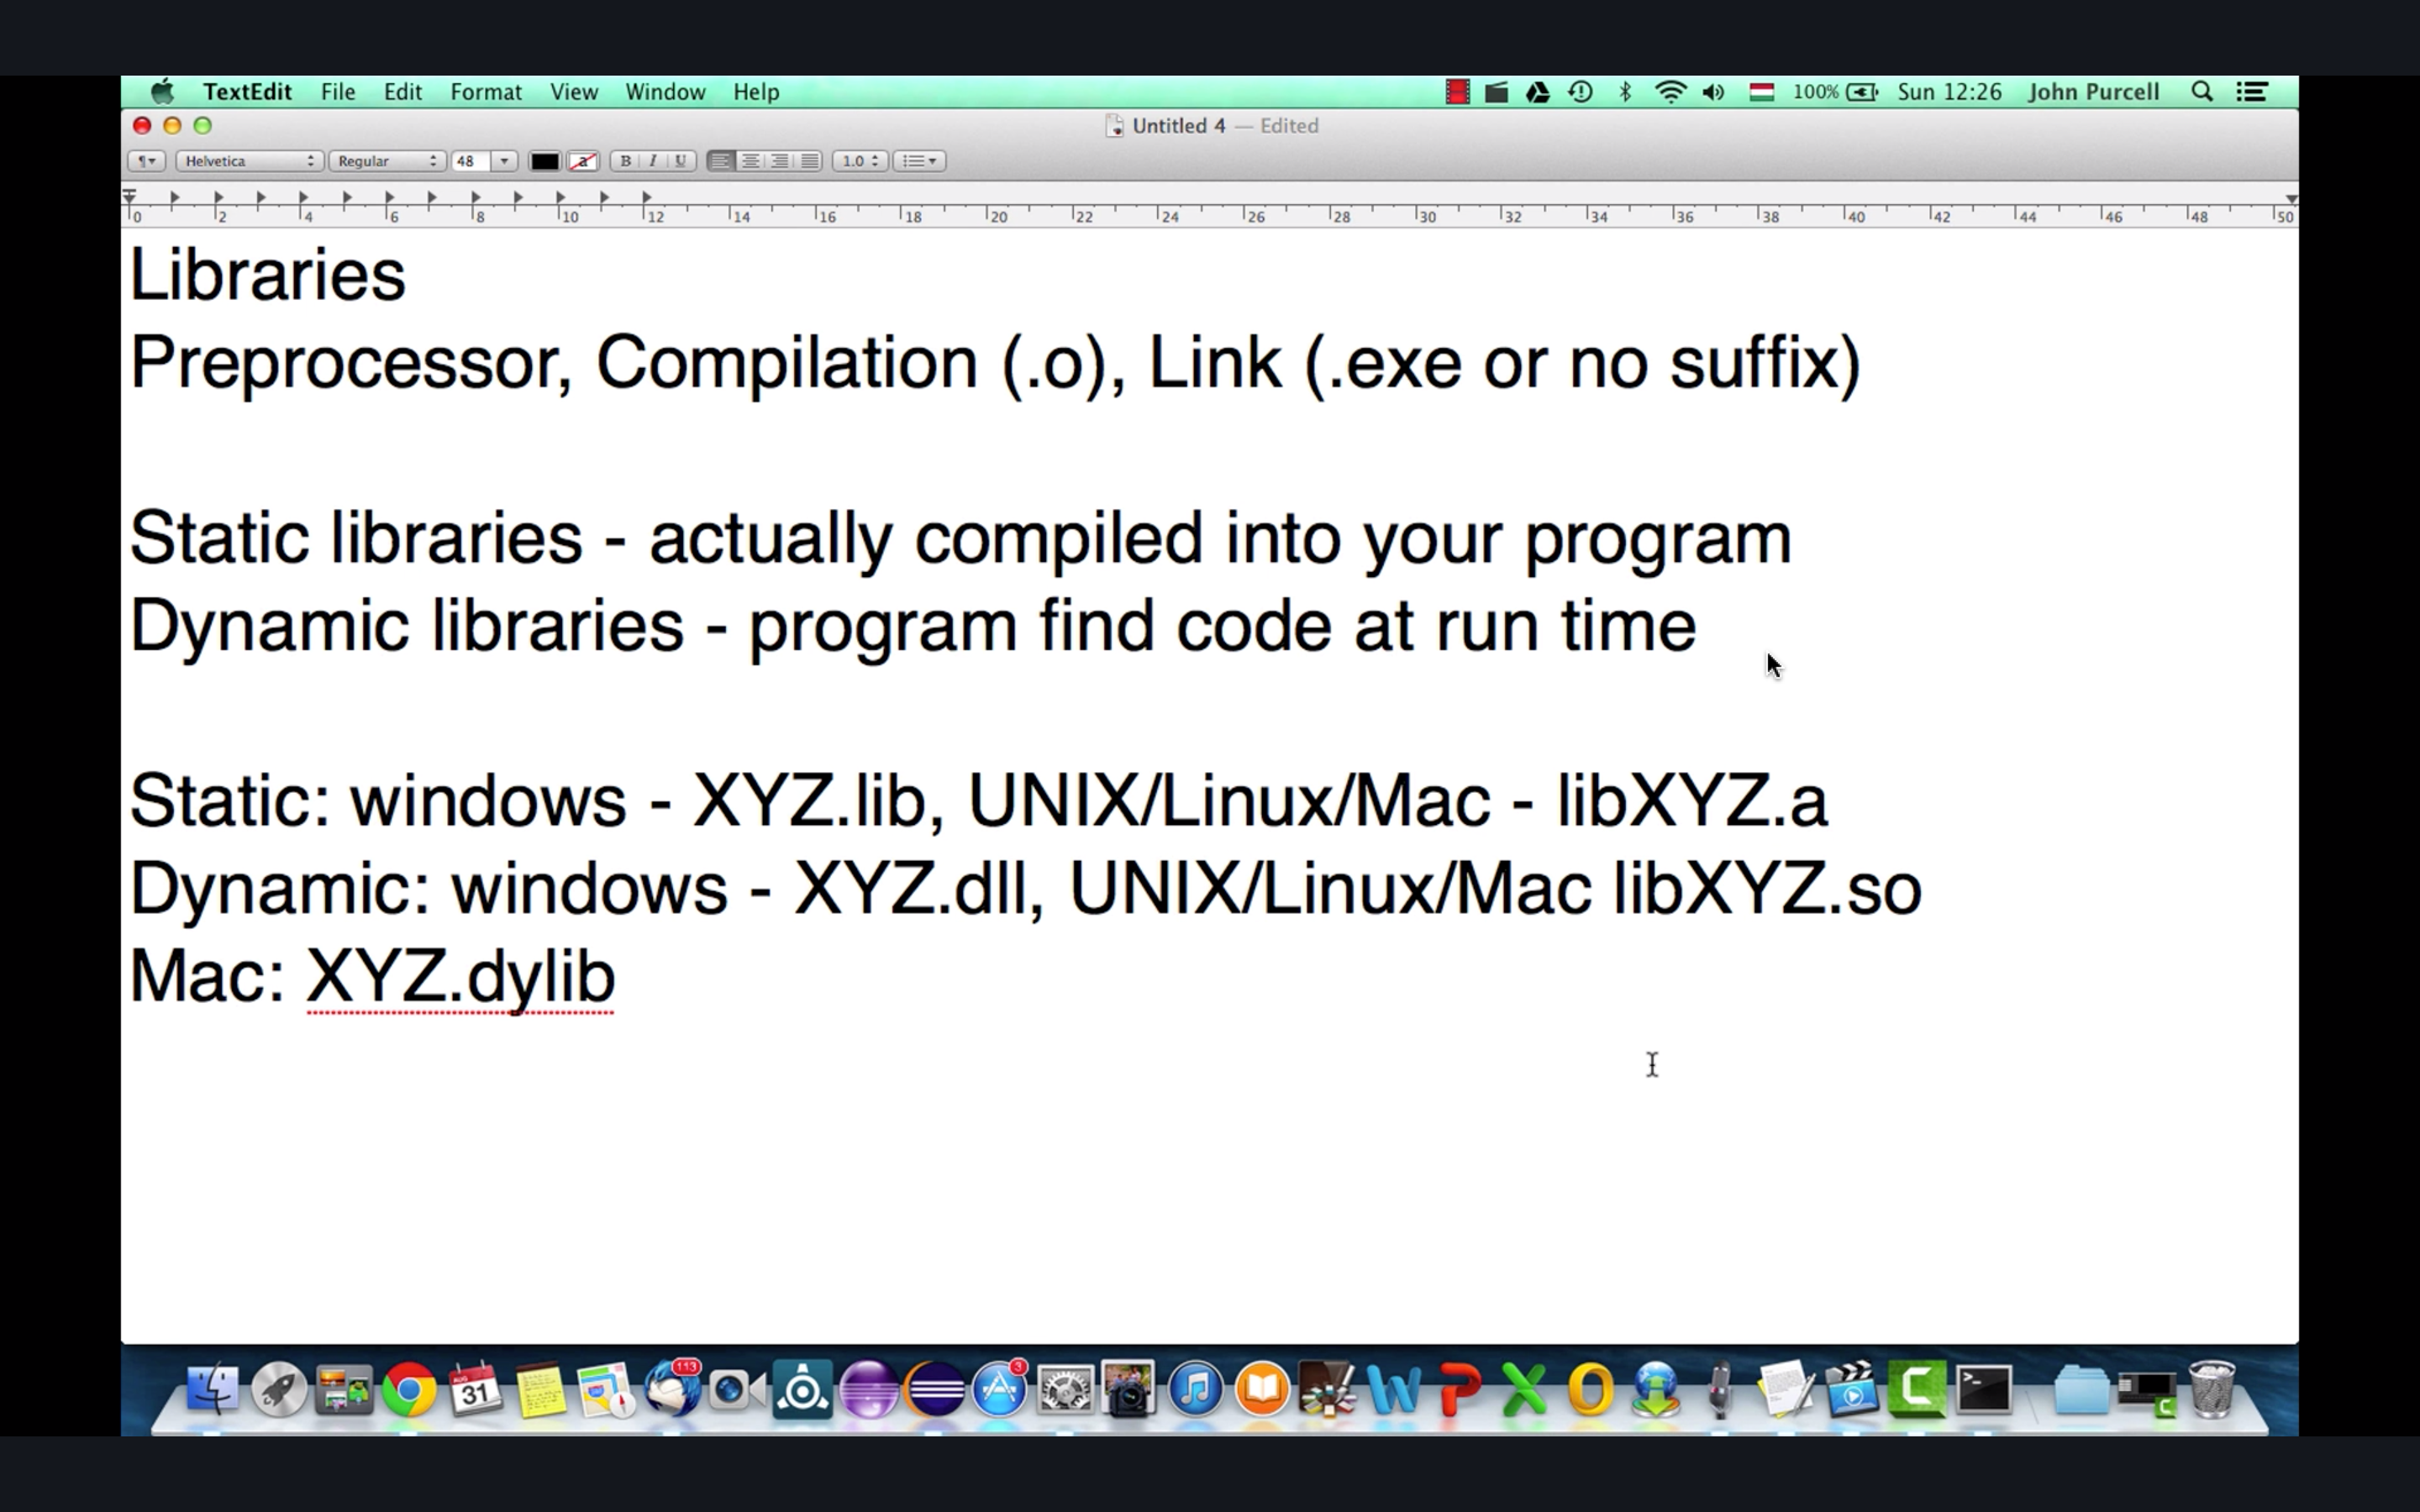 TextEdit File Edit Format View Window Help 100% Sun 12:26 John Purcell
Untitled 4 — Edited
Helvetica Regular 48 a B I U 1.0
0 2 4 6 8 10 12 14 16 18 20 22 24 26 28 30 32 34 36 38 40 42 44 46 48 50
Libraries
Preprocessor, Compilation (.o), Link (.exe or no suffix)
Static libraries - actually compiled into your program
Dynamic libraries - program find code at run time
Static: windows - XYZ.lib, UNIX/Linux/Mac - libXYZ.a
Dynamic: windows - XYZ.dll, UNIX/Linux/Mac libXYZ.so
Mac: XYZ.dylib
AUG 113 3
31